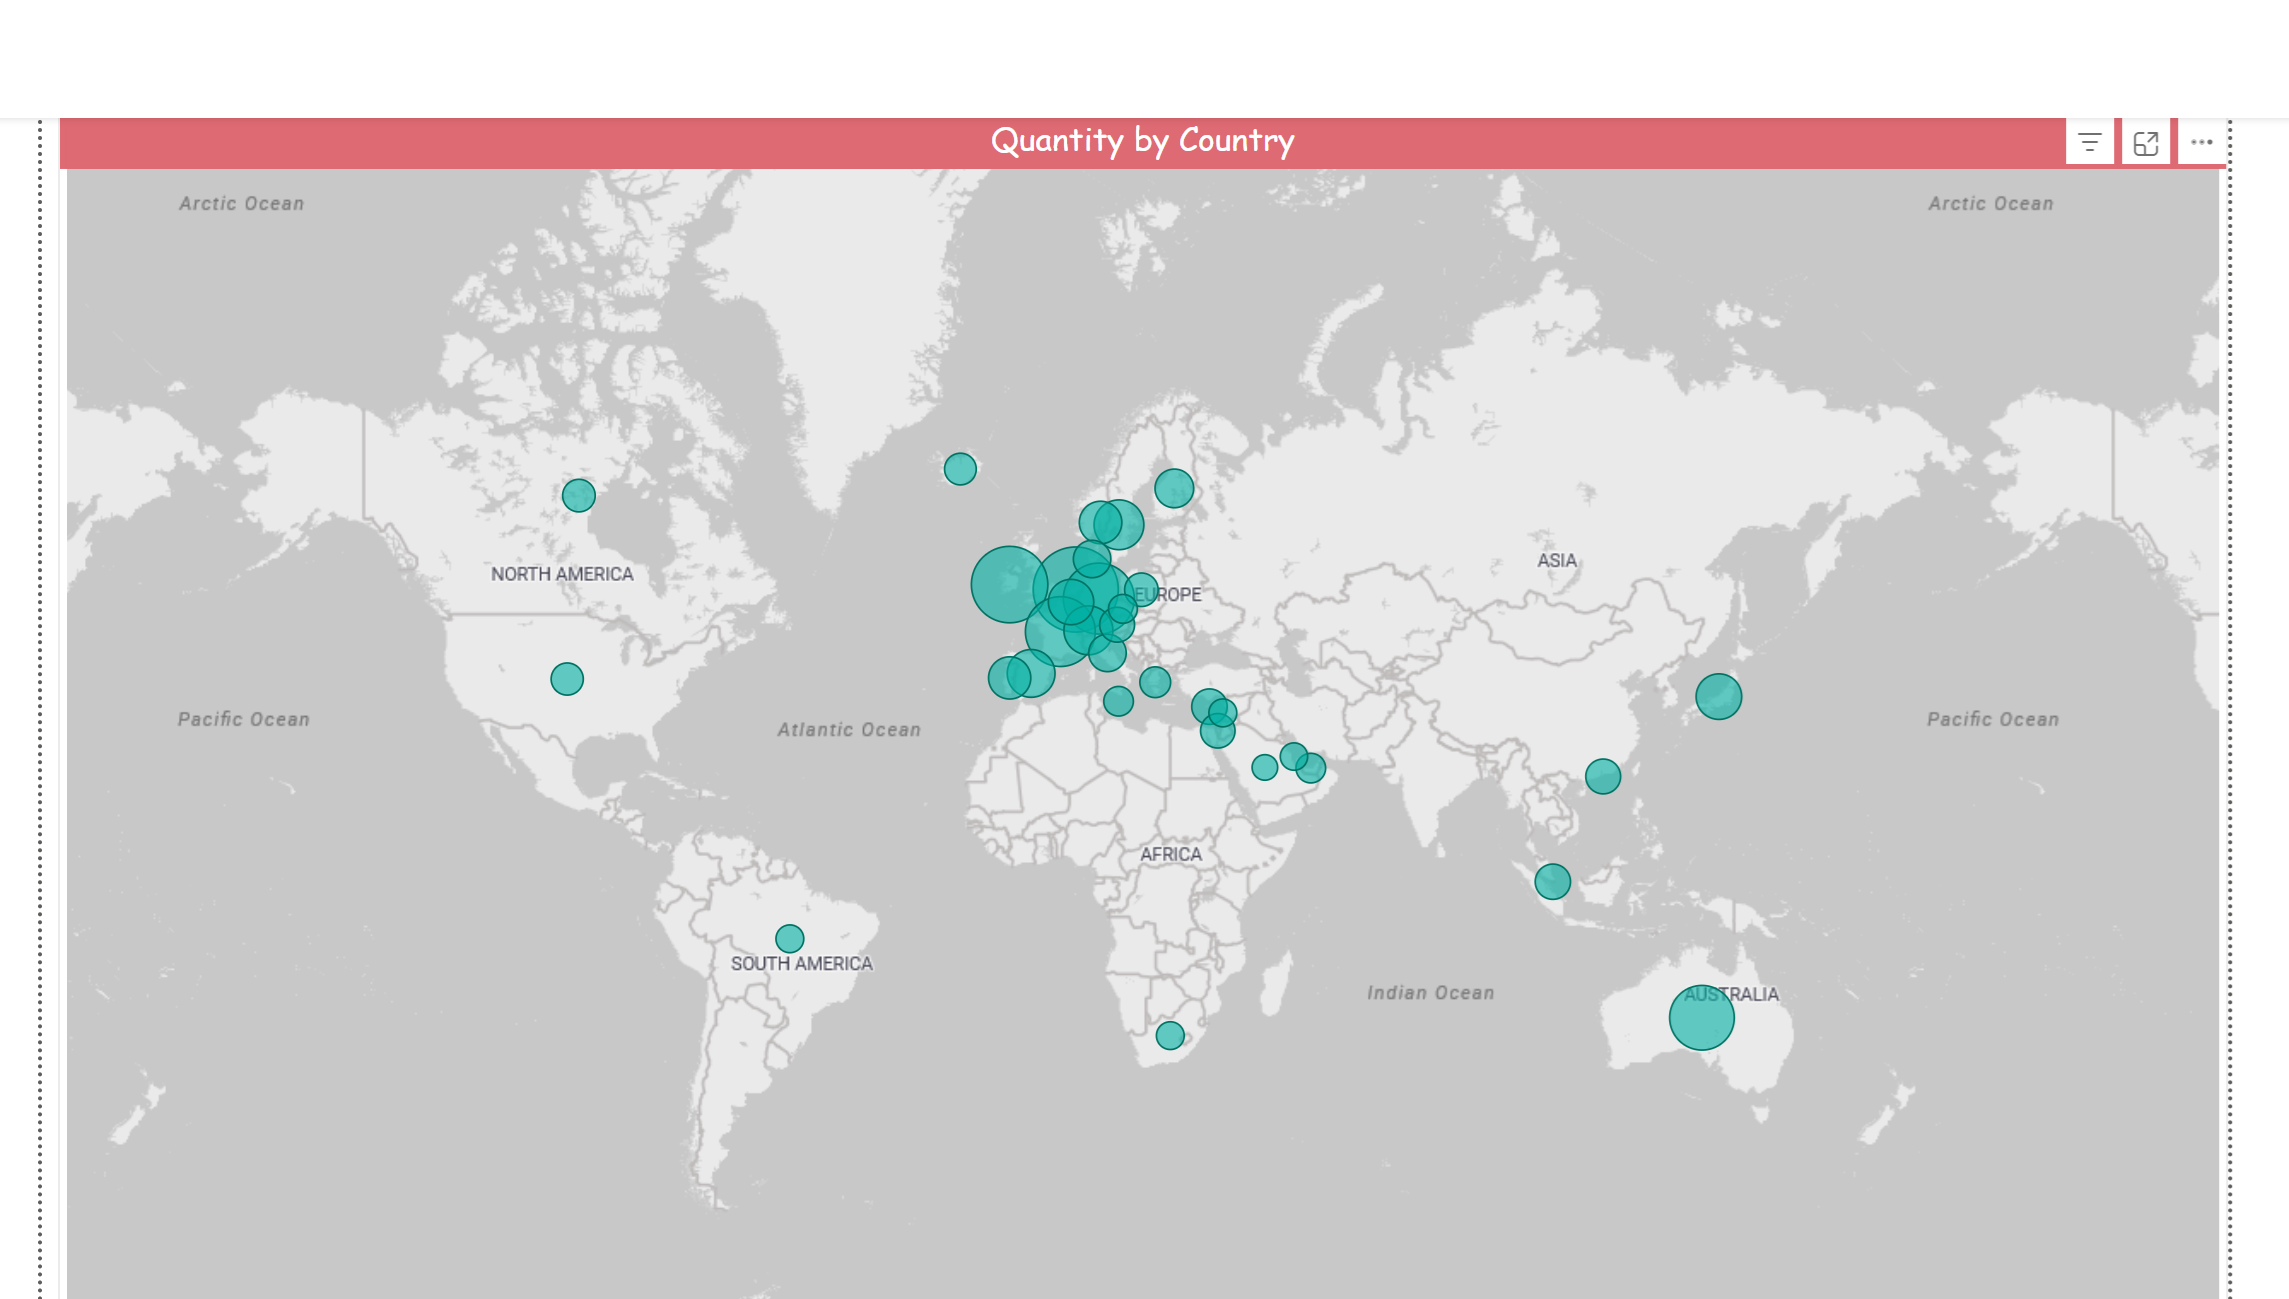 Quantity by Country
Arctic Ocean
Arctic Ocean
NORTH AMERICA
ASIA
EUROPE
Pacific Ocean
Atlantic Ocean
Pacific Ocean
AFRICA
SOUTH AMERICA
Indian Ocean
AUSTRALIA